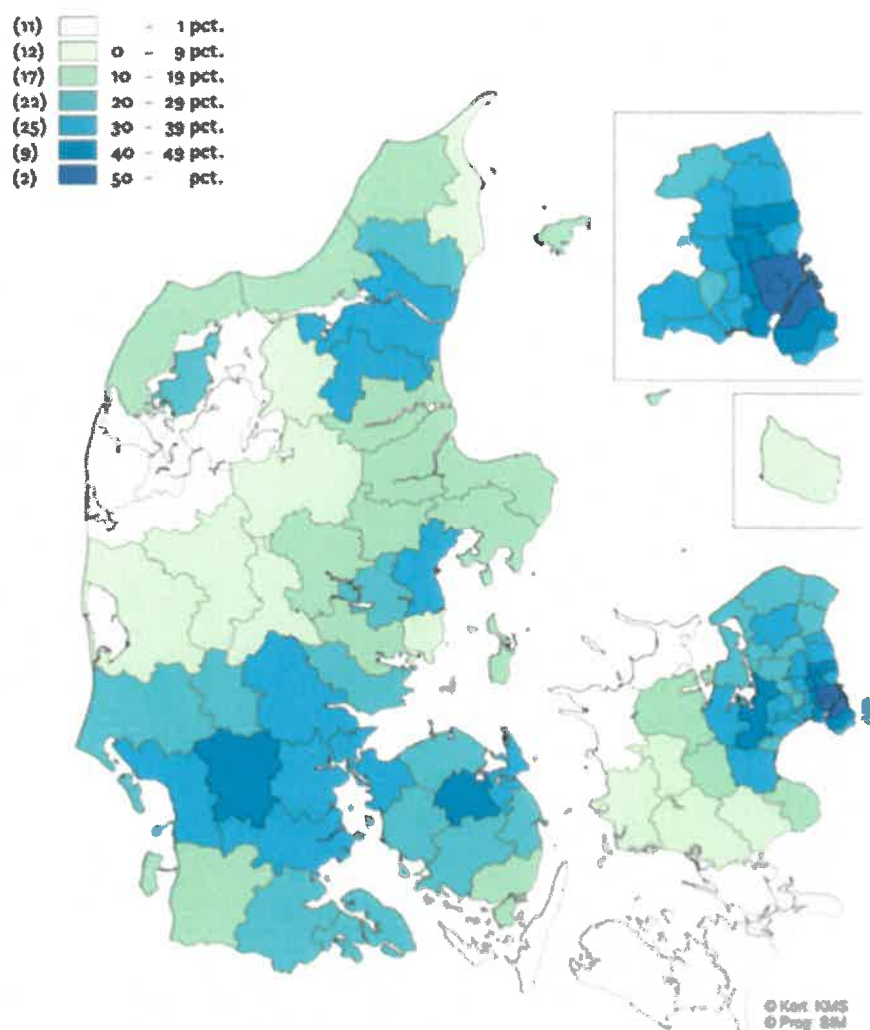 (11) - 1 pct.
(12) 0 - 9 pct.
(17) 10 - 19 pct.
(22) 20 - 29 pct.
(25) 30 - 39 pct.
(9) 40 - 49 pct.
(2) 50 - pct.
© Kort KMS
© Prog SIM